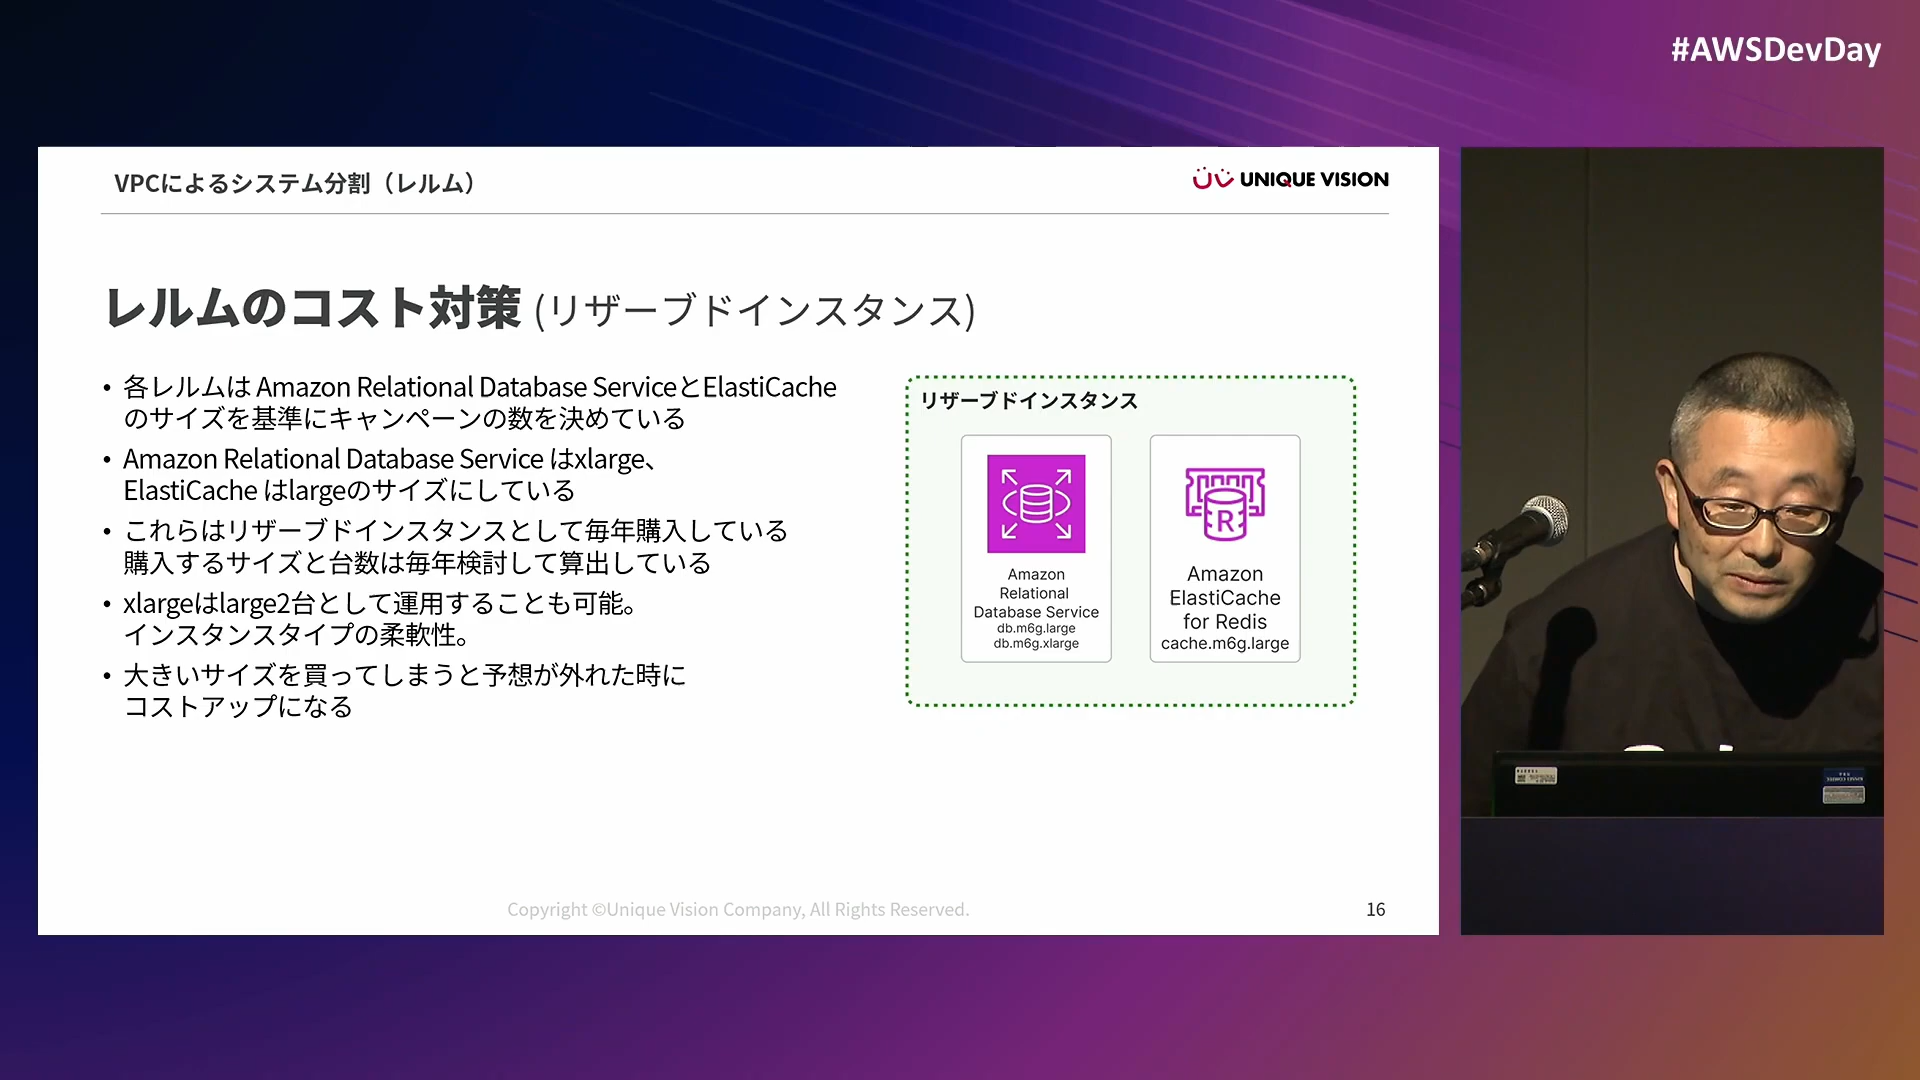 #AWSDevDay
VPCによるシステム分割（レルム）
UNIQUE VISION
レルムのコスト対策 (リザーブドインスタンス)
• 各レルムは Amazon Relational Database ServiceとElastiCache
のサイズを基準にキャンペーンの数を決めている
• Amazon Relational Database Service はxlarge、
ElastiCache はlargeのサイズにしている
• これらはリザーブドインスタンスとして毎年購入している
購入するサイズと台数は毎年検討して算出している
• xlargeはlarge2台として運用することも可能。
インスタンスタイプの柔軟性。
• 大きいサイズを買ってしまうと予想が外れた時に
コストアップになる
リザーブドインスタンス
Amazon
Relational
Database Service
db.m6g.large
db.m6g.xlarge
R
Amazon
ElastiCache
for Redis
cache.m6g.large
Copyright ©Unique Vision Company, All Rights Reserved.
16